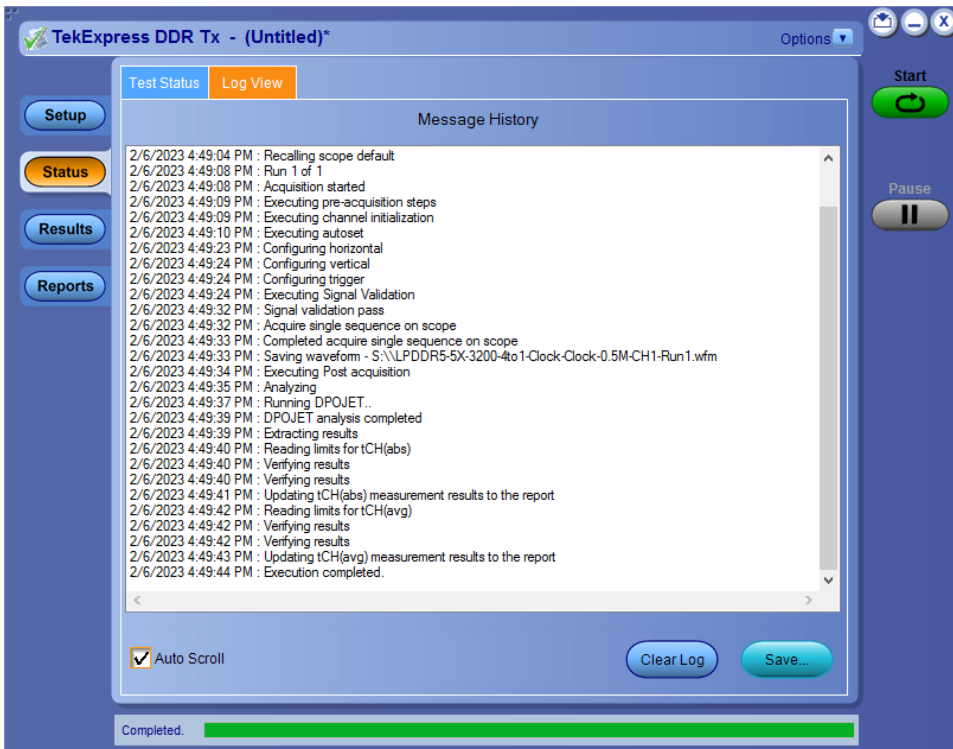 TekExpress DDR Tx - (Untitled)*
Options
Start
Pause
Setup
Status
Results
Reports
Test Status
Log View
Message History
2/6/2023 4:49:04 PM : Recalling scope default
2/6/2023 4:49:08 PM : Run 1 of 1
2/6/2023 4:49:08 PM : Acquisition started
2/6/2023 4:49:09 PM : Executing pre-acquisition steps
2/6/2023 4:49:09 PM : Executing channel initialization
2/6/2023 4:49:10 PM : Executing autoset
2/6/2023 4:49:23 PM : Configuring horizontal
2/6/2023 4:49:24 PM : Configuring vertical
2/6/2023 4:49:24 PM : Configuring trigger
2/6/2023 4:49:24 PM : Executing Signal Validation
2/6/2023 4:49:32 PM : Signal validation pass
2/6/2023 4:49:32 PM : Acquire single sequence on scope
2/6/2023 4:49:33 PM : Completed acquire single sequence on scope
2/6/2023 4:49:33 PM : Saving waveform - S:\\LPDDR5-5X-3200-4to1-Clock-Clock-0.5M-CH1-Run1.wfm
2/6/2023 4:49:34 PM : Executing Post acquisition
2/6/2023 4:49:35 PM : Analyzing
2/6/2023 4:49:37 PM : Running DPOJET..
2/6/2023 4:49:39 PM : DPOJET analysis completed
2/6/2023 4:49:39 PM : Extracting results
2/6/2023 4:49:40 PM : Reading limits for tCH(abs)
2/6/2023 4:49:40 PM : Verifying results
2/6/2023 4:49:40 PM : Verifying results
2/6/2023 4:49:41 PM : Updating tCH(abs) measurement results to the report
2/6/2023 4:49:42 PM : Reading limits for tCH(avg)
2/6/2023 4:49:42 PM : Verifying results
2/6/2023 4:49:42 PM : Verifying results
2/6/2023 4:49:43 PM : Updating tCH(avg) measurement results to the report
2/6/2023 4:49:44 PM : Execution completed.
Auto Scroll
Clear Log
Save...
Completed.